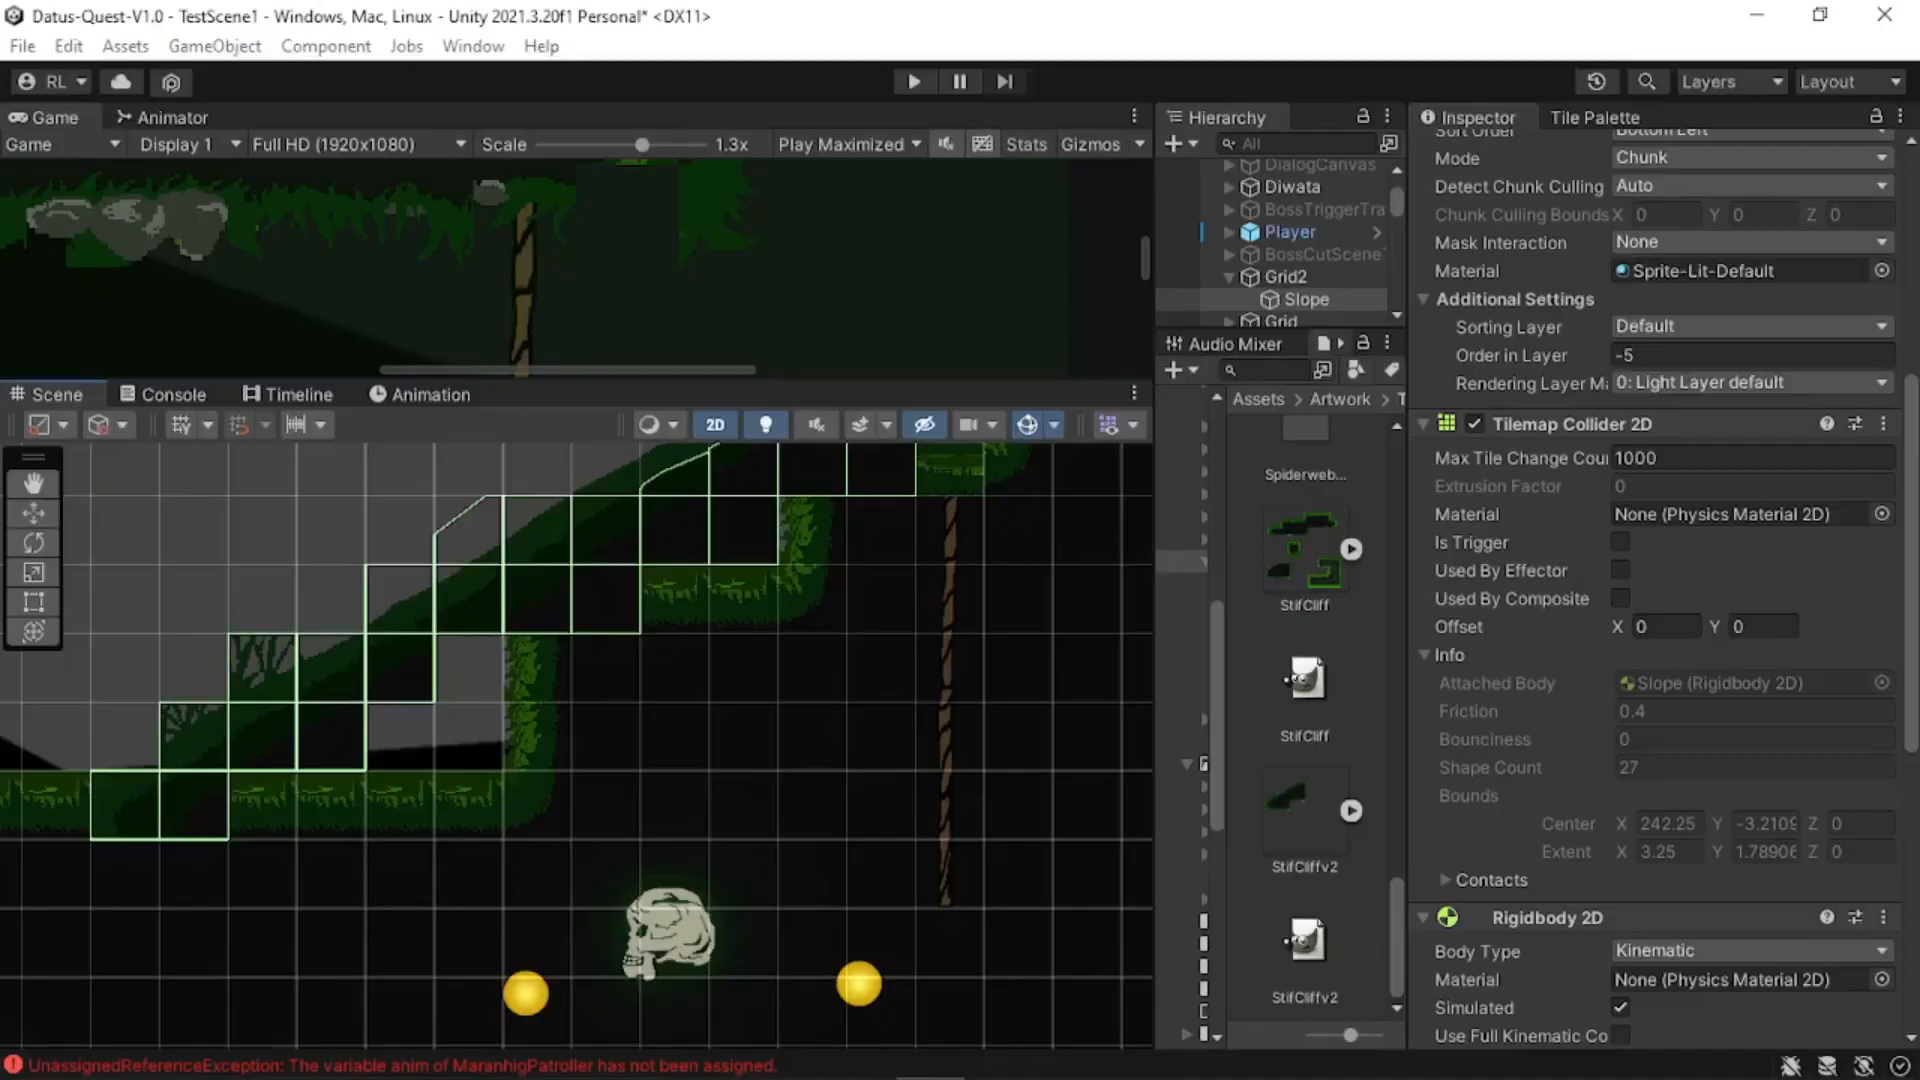 Datus-Quest-V1.0 - TestScene1 - Windows, Mac, Linux - Unity 2021.3.20f1 Personal* <DX11>
File Edit Assets GameObject Component Jobs Window Help
RL
Layers
Layout
Game
Animator
Game
Display 1
Full HD (1920x1080)
Scale
1.3x
Play Maximized
Stats
Gizmos
Hierarchy
All
DialogCanvas
Diwata
BossTriggerTra
Player
BossCutScene
Grid2
Slope
Grid
Audio Mixer
Assets > Artwork > T
Spiderweb...
StifCliff
StifCliff
StifCliffv2
StifCliffv2
Inspector
Tile Palette
Sort Order Bottom Left
Mode Chunk
Detect Chunk Culling Auto
Chunk Culling Bounds X 0 Y 0 Z 0
Mask Interaction None
Material Sprite-Lit-Default
Additional Settings
Sorting Layer Default
Order in Layer -5
Rendering Layer Ma 0: Light Layer default
Tilemap Collider 2D
Max Tile Change Cou 1000
Extrusion Factor 0
Material None (Physics Material 2D)
Is Trigger
Used By Effector
Used By Composite
Offset X 0 Y 0
Info
Attached Body Slope (Rigidbody 2D)
Friction 0.4
Bounciness 0
Shape Count 27
Bounds
Center X 242.25 Y -3.2109 Z 0
Extent X 3.25 Y 1.78906 Z 0
Contacts
Rigidbody 2D
Body Type Kinematic
Material None (Physics Material 2D)
Simulated
Use Full Kinematic Co
Scene
Console
Timeline
Animation
2D
UnassignedReferenceException: The variable anim of MaranhigPatroller has not been assigned.